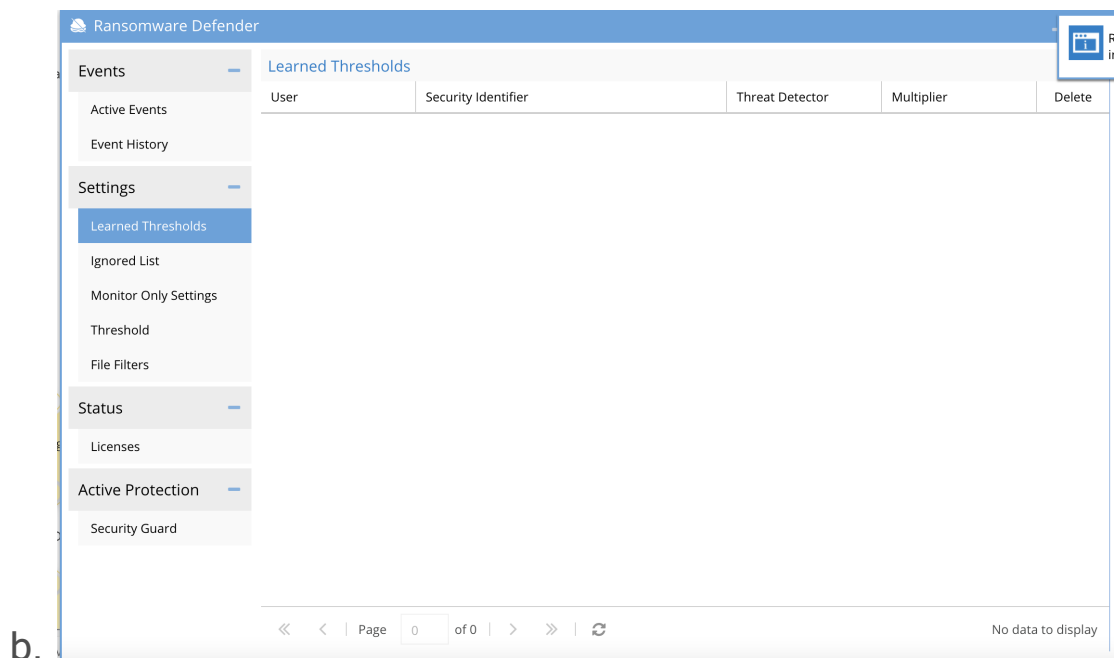 Ransomware Defender
Events
Active Events
Event History
Settings
Learned Thresholds
Ignored List
Monitor Only Settings
Threshold
File Filters
Status
Licenses
Active Protection
Security Guard
Learned Thresholds
User Security Identifier Threat Detector Multiplier Delete
Page 0 of 0
No data to display
b.